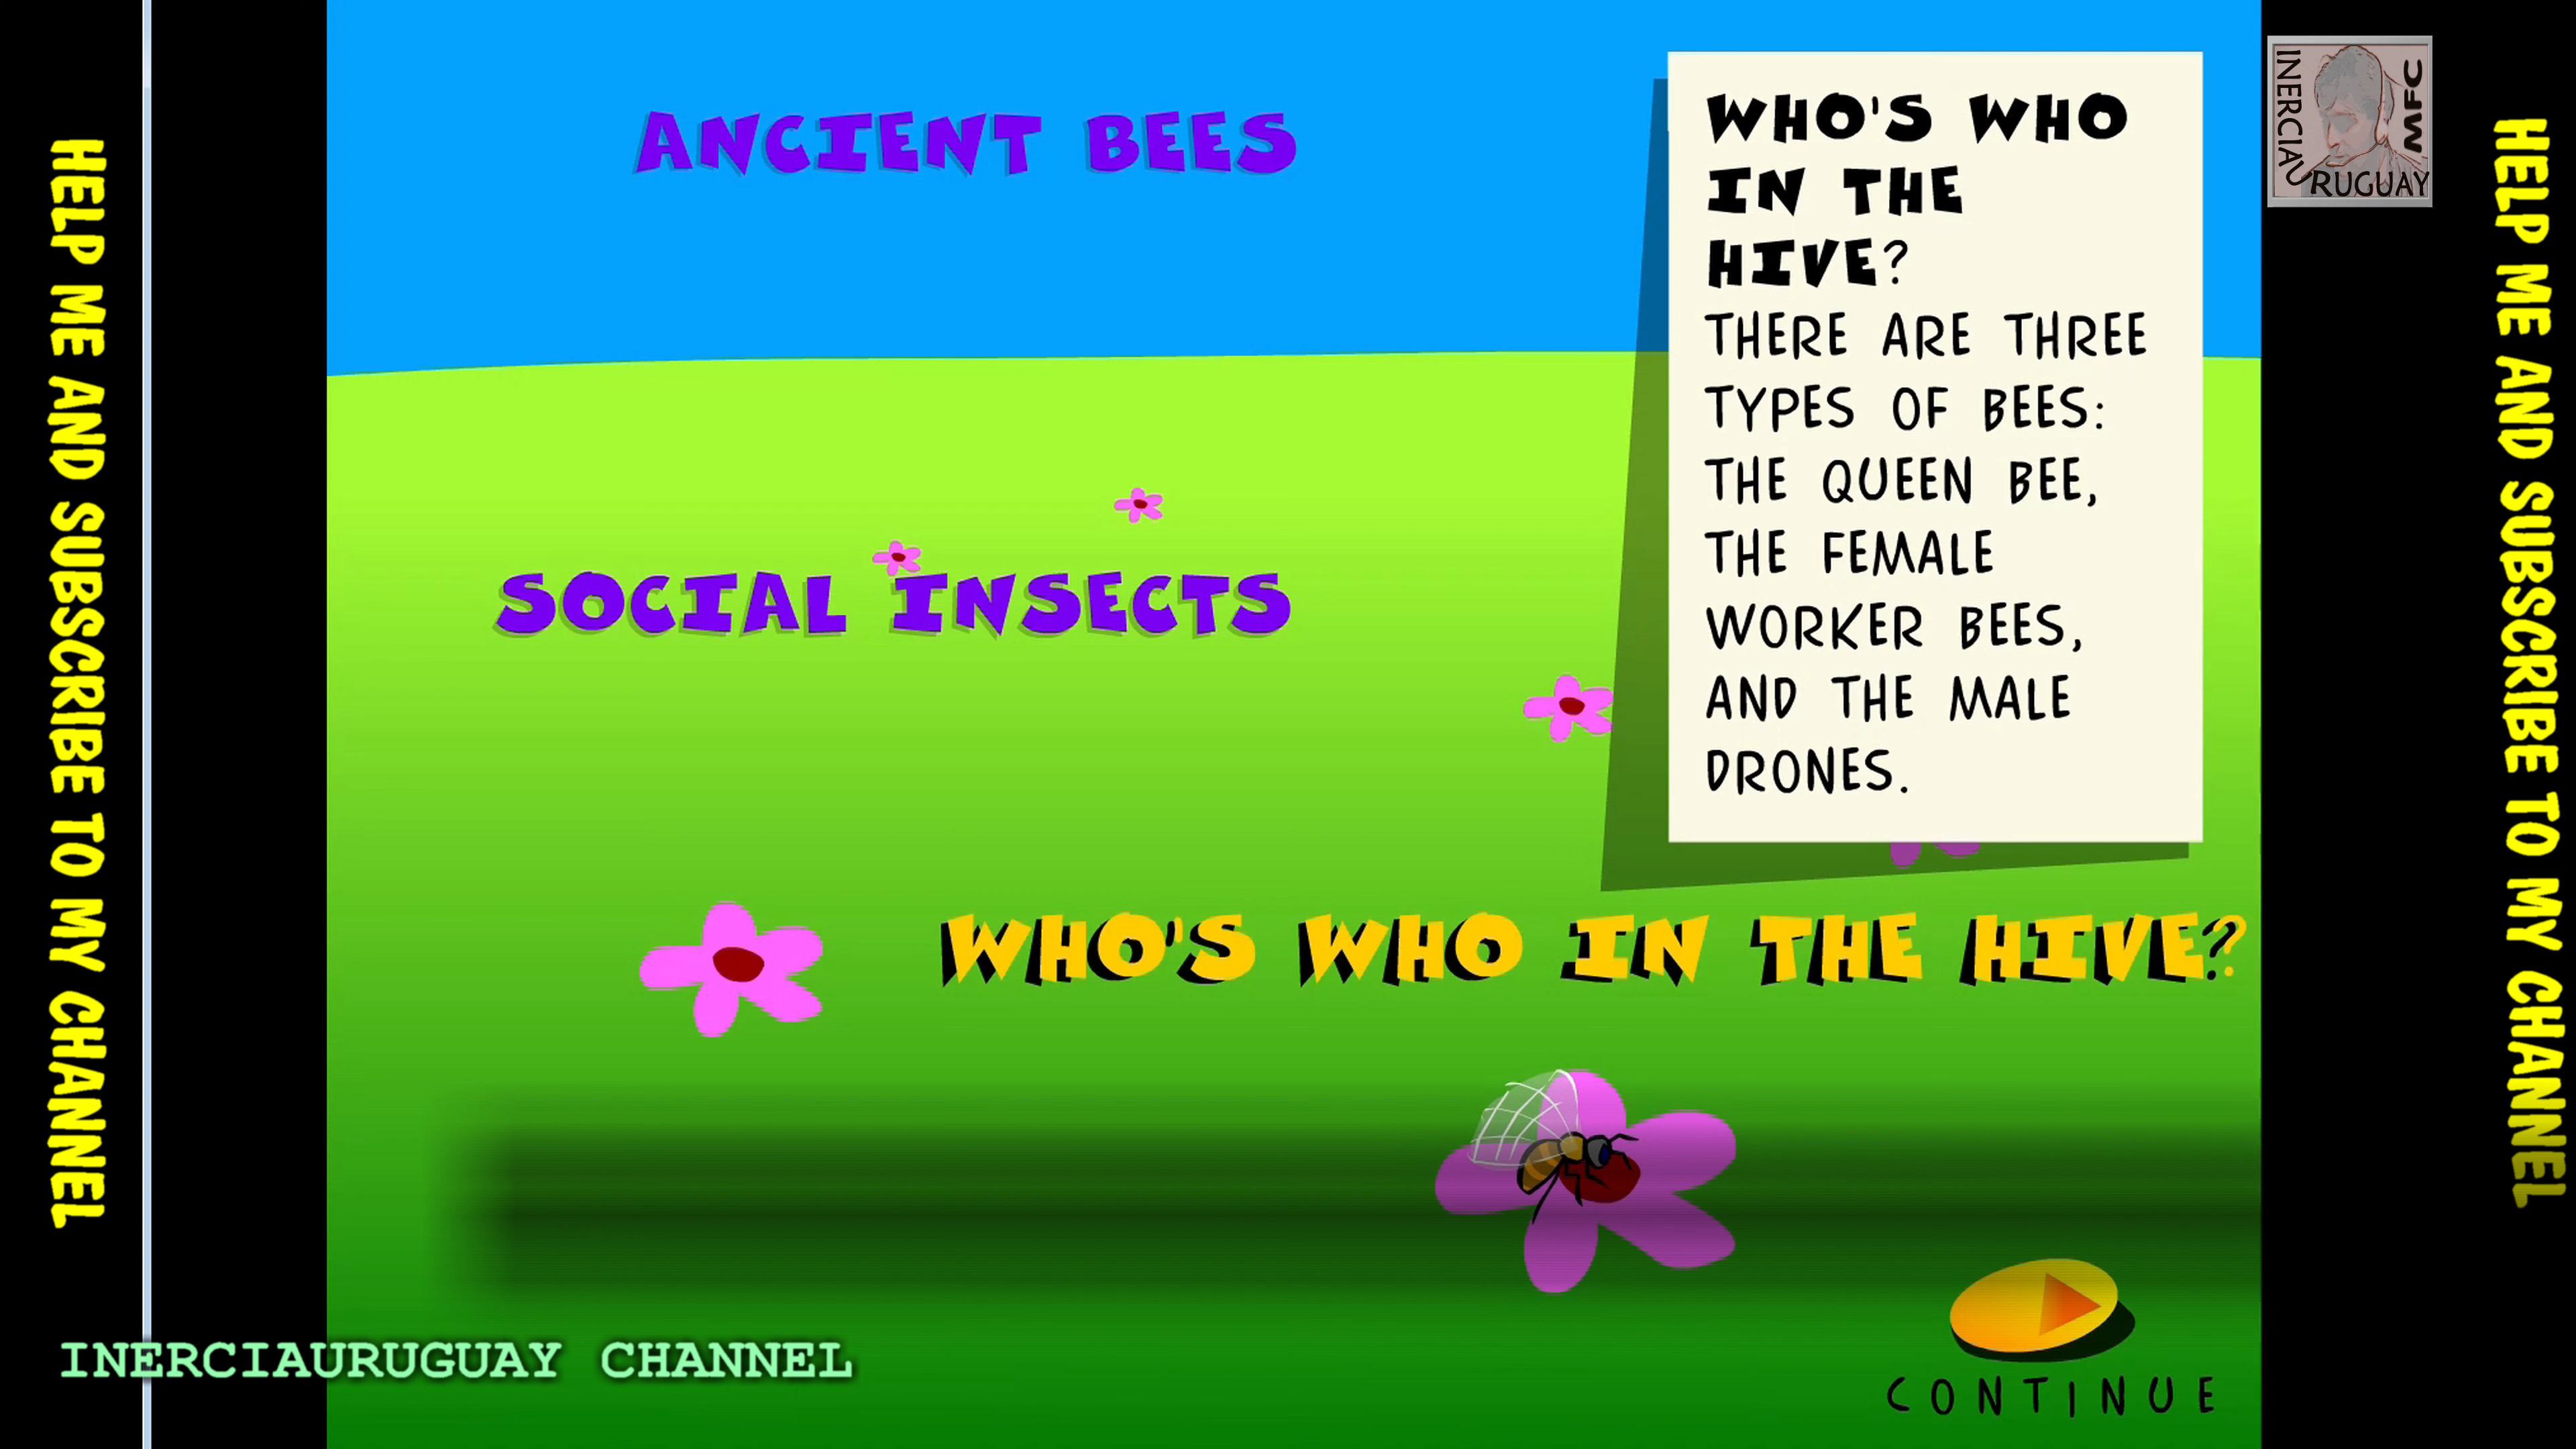 HELP ME AND SUBSCRIBE TO MY CHANNEL
ANCIENT BEES
SOCIAL INSECTS
WHO'S WHO
IN THE
HIVE?
THERE ARE THREE
TYPES OF BEES:
THE QUEEN BEE,
THE FEMALE
WORKER BEES,
AND THE MALE
DRONES.
WHO'S WHO IN THE HIVE?
CONTINUE
INERCIAURUGUAY CHANNEL
INERCIAURUGUAY
MFC
HELP ME AND SUBSCRIBE TO MY CHANNEL